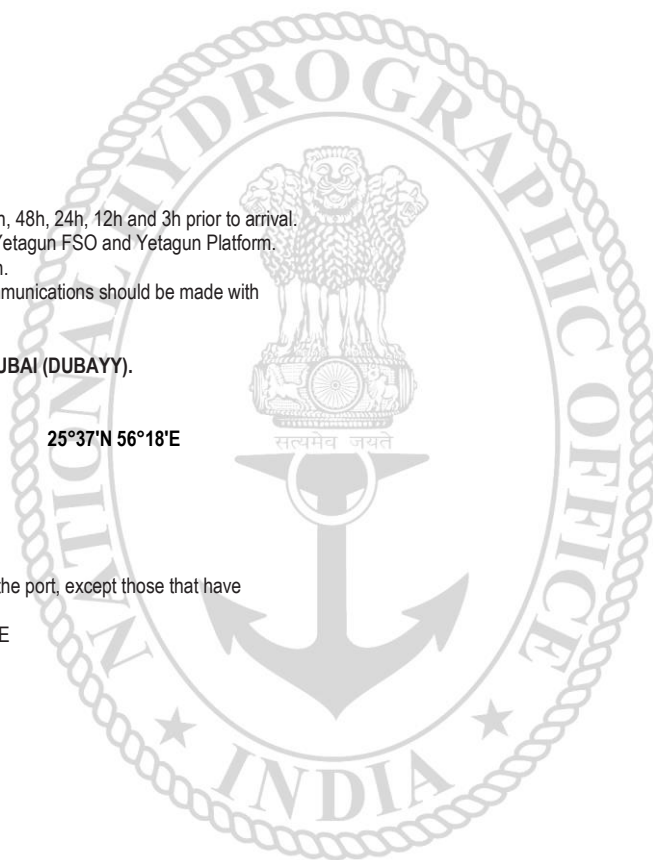 h, 48h, 24h, 12h and 3h prior to arrival.
Yetagun FSO and Yetagun Platform.
munications should be made with
UBAI (DUBAYY).
25°37'N 56°18'E
the port, except those that have
E
NATIONAL HYDROGRAPHIC OFFICE
सत्यमेव जयते
INDIA